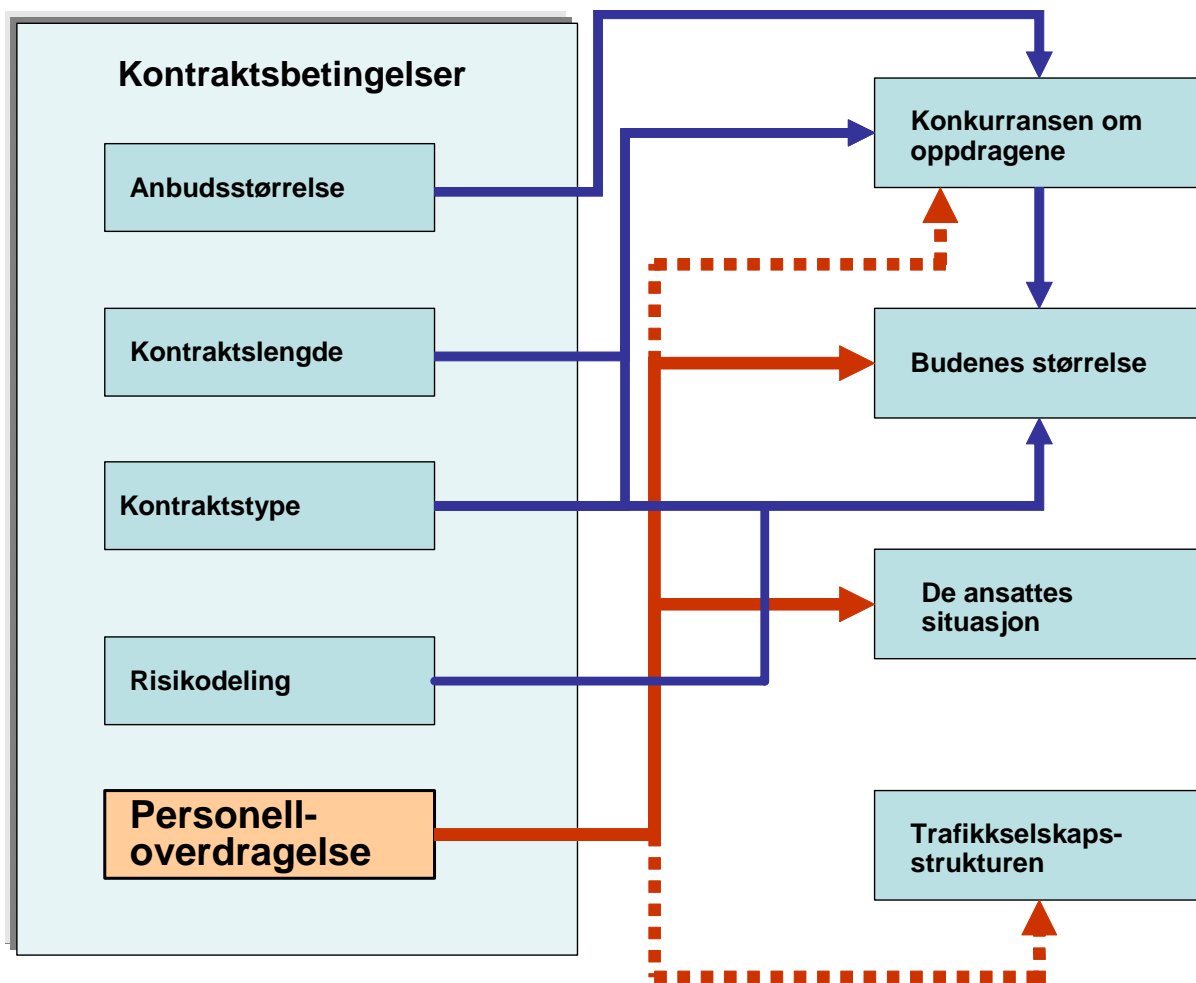 Kontraktsbetingelser
Anbudsstørrelse
Kontraktslengde
Kontraktstype
Risikodeling
Personell-
overdragelse
Konkurransen om
oppdragene
Budenes størrelse
De ansattes
situasjon
Trafikkselskaps-
strukturen